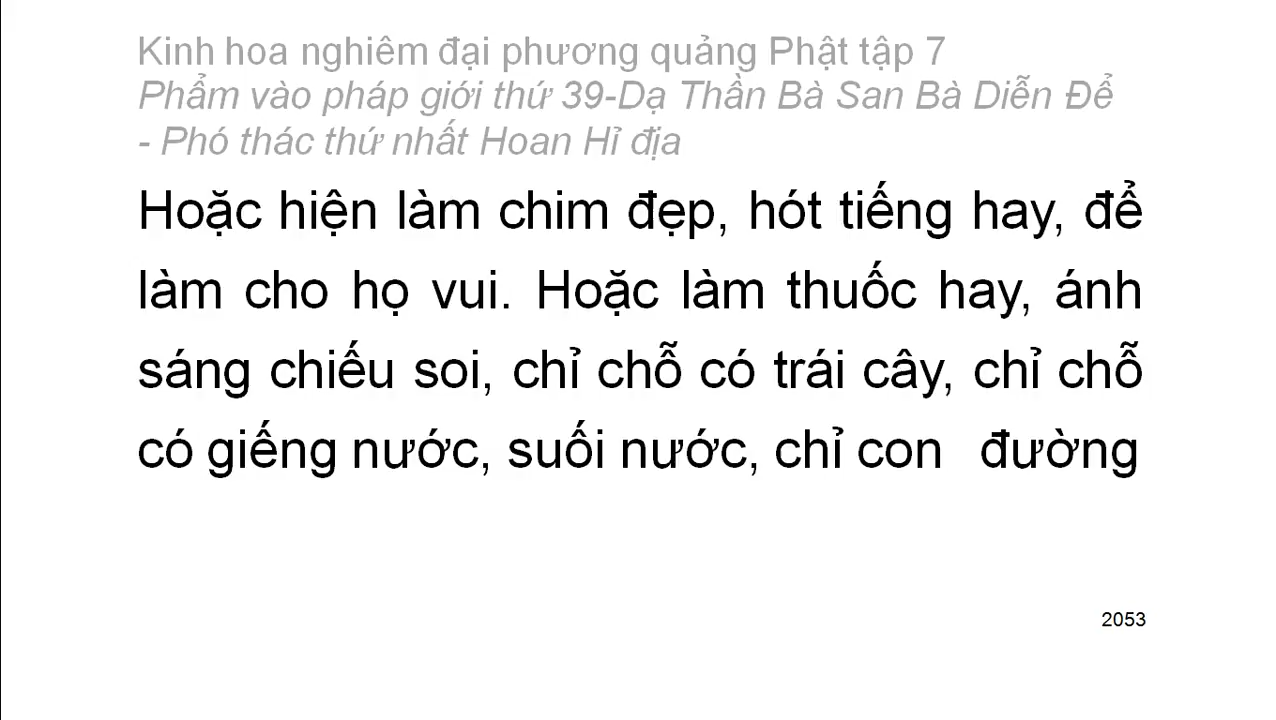 Kinh hoa nghiêm đại phương quảng Phật tập 7
Phẩm vào pháp giới thứ 39-Dạ Thần Bà San Bà Diễn Để
- Phó thác thứ nhất Hoan Hỉ địa
Hoặc hiện làm chim đẹp, hót tiếng hay, để
làm cho họ vui. Hoặc làm thuốc hay, ánh
sáng chiếu soi, chỉ chỗ có trái cây, chỉ chỗ
có giếng nước, suối nước, chỉ con đường
2053